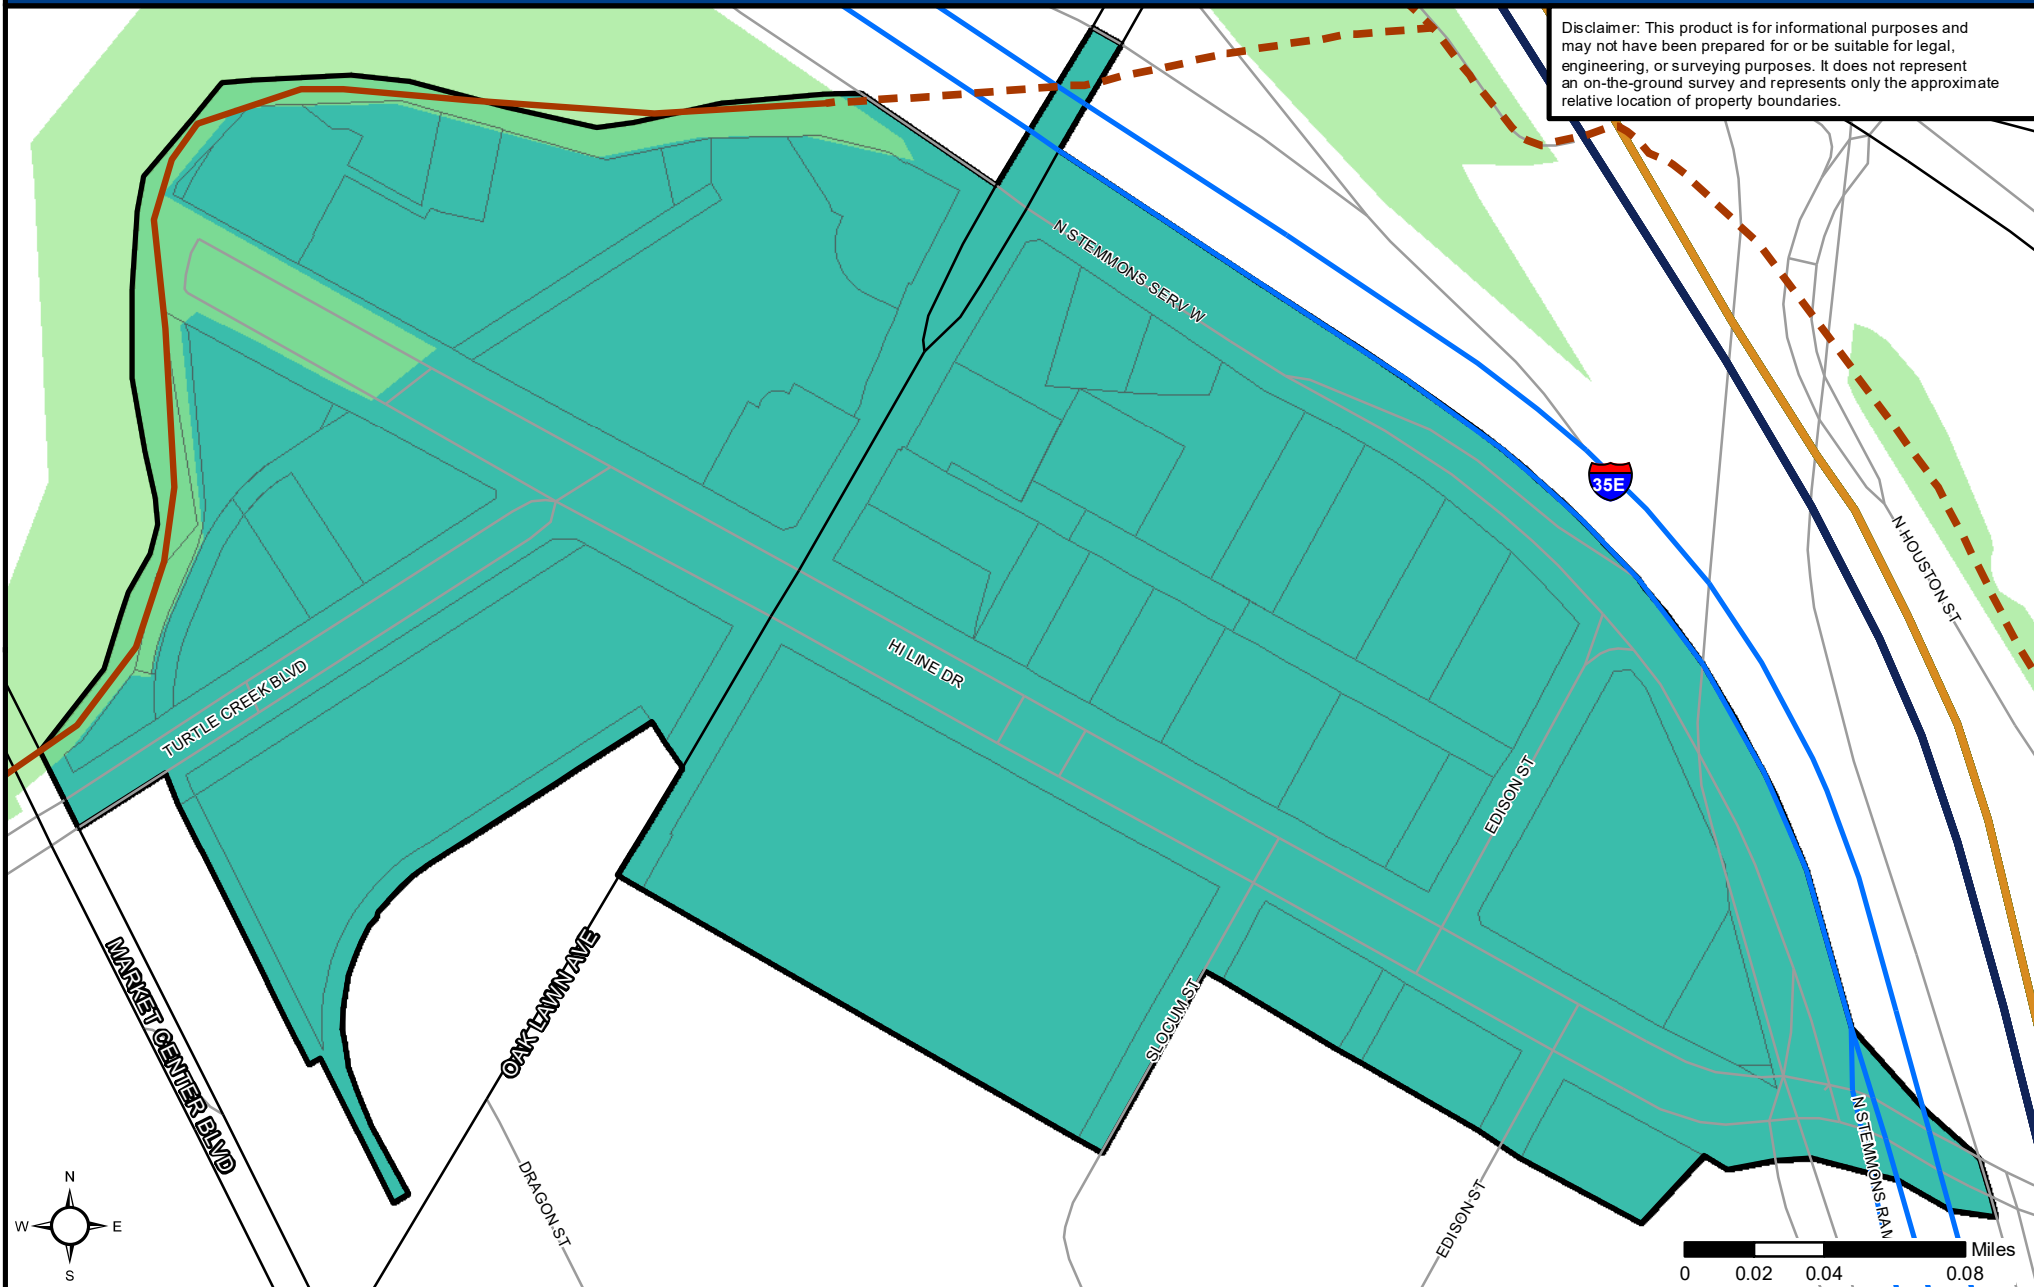 Disclaimer: This product is for informational purposes and
may not have been prepared for or be suitable for legal,
engineering, or surveying purposes. It does not represent
an on-the-ground survey and represents only the approximate
relative location of property boundaries.
N STEMMONS SERV W
35E
N HOUSTON ST
HI LINE DR
TURTLE CREEK BLVD
EDISON ST
MARKET CENTER BLVD
OAK LAWN AVE
SLOCUM ST
N STEMMONS RAM
DRAGON ST
EDISON ST
N
W E
S
Miles
0 0.02 0.04 0.08